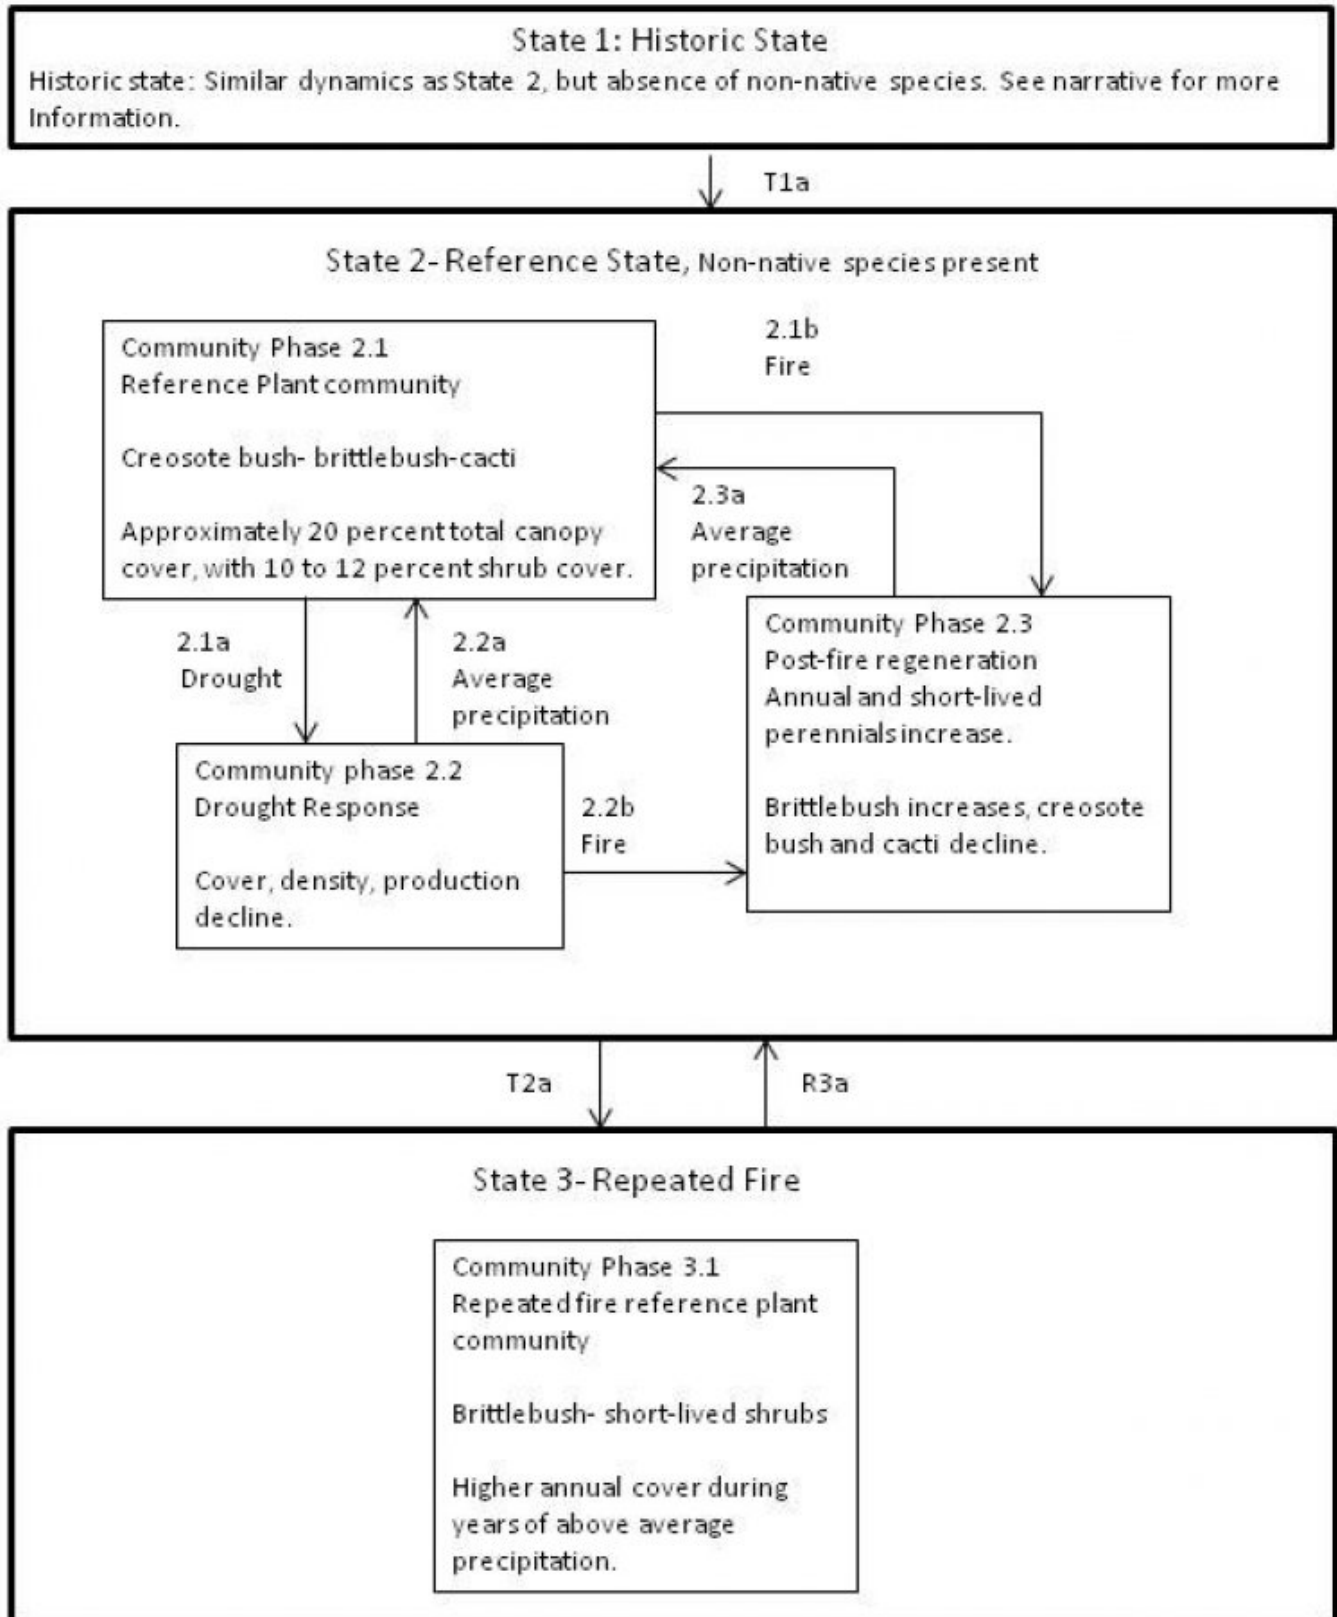 State 1: Historic State
Historic state: Similar dynamics as State 2, but absence of non-native species. See narrative for more
Information.
T1a
State 2- Reference State, Non-native species present
Community Phase 2.1
Reference Plant community
Creosote bush- brittlebush-cacti
Approximately 20 percent total canopy
cover, with 10 to 12 percent shrub cover.
2.1b
Fire
2.3a
Average
precipitation
2.1a
Drought
2.2a
Average
precipitation
Community phase 2.2
Drought Response
Cover, density, production
decline.
2.2b
Fire
Community Phase 2.3
Post-fire regeneration
Annual and short-lived
perennials increase.
Brittlebush increases, creosote
bush and cacti decline.
T2a
R3a
State 3- Repeated Fire
Community Phase 3.1
Repeated fire reference plant
community
Brittlebush- short-lived shrubs
Higher annual cover during
years of above average
precipitation.